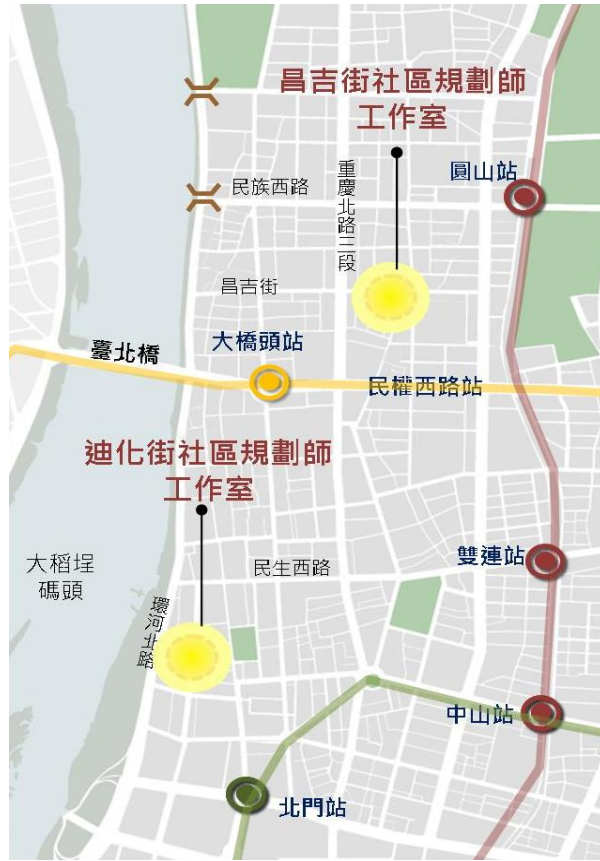 昌吉街社區規劃師
工作室
圓山站
重慶北路三段
民族西路
昌吉街
大橋頭站
臺北橋
民權西路站
迪化街社區規劃師
工作室
雙連站
大稻埕
碼頭
民生西路
環河北路
中山站
北門站